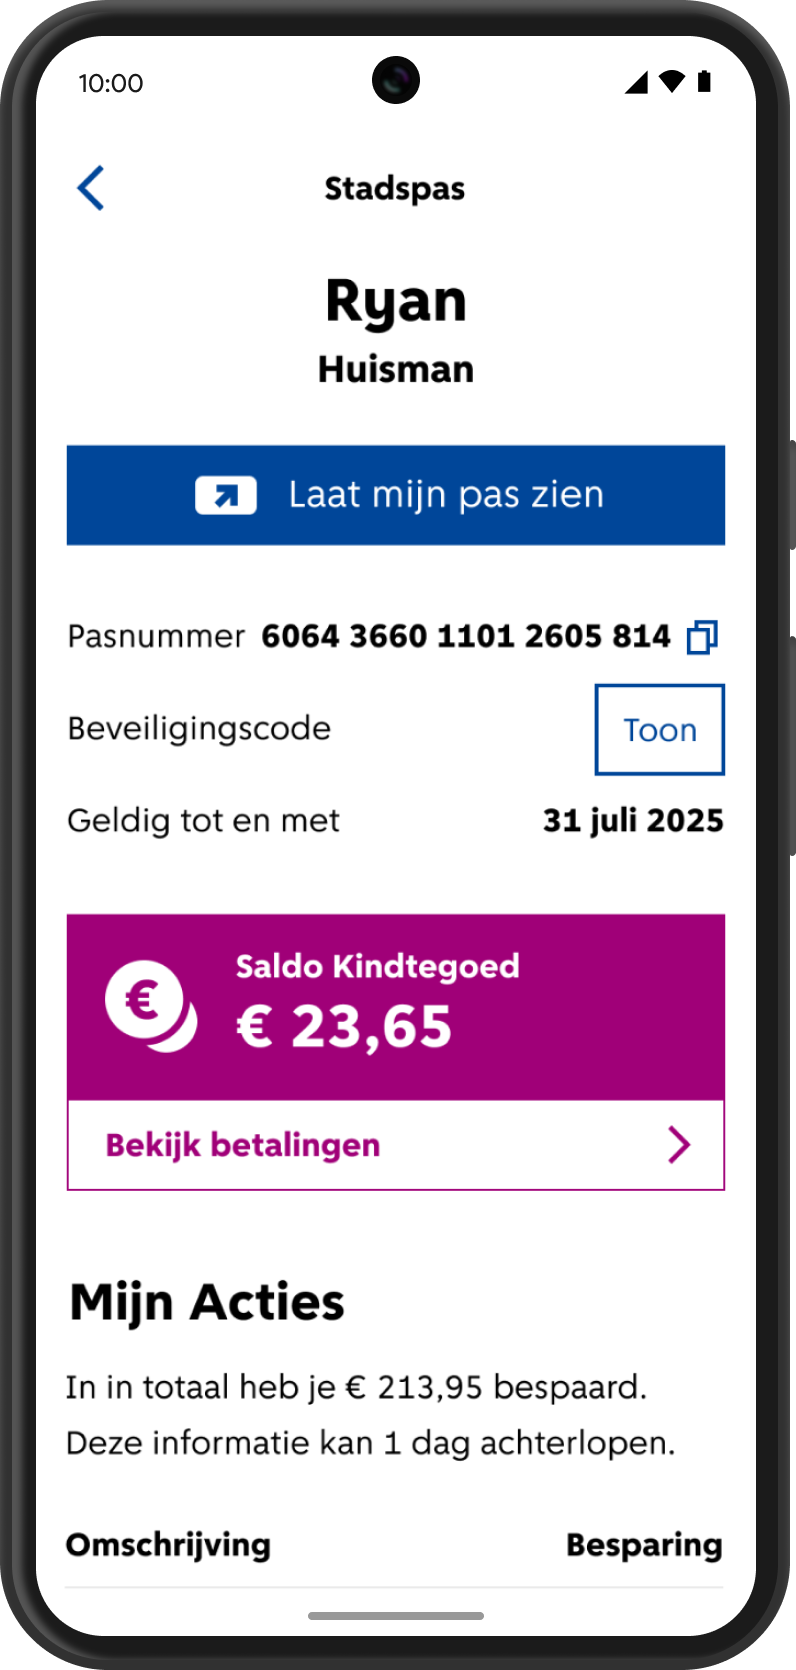 10:00
Stadspas
Ryan
Huisman
Laat mijn pas zien
Pasnummer 6064 3660 1101 2605 814
Beveiligingscode Toon
Geldig tot en met 31 juli 2025
Saldo Kindtegoed
€ 23,65
Bekijk betalingen
Mijn Acties
In in totaal heb je € 213,95 bespaard.
Deze informatie kan 1 dag achterlopen.
Omschrijving Besparing